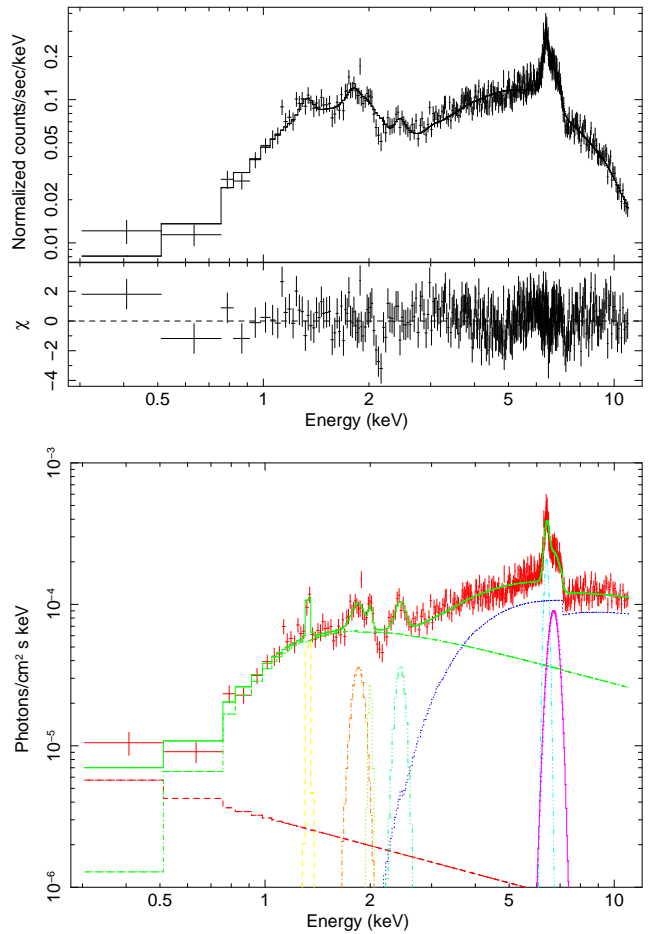 Normalized counts/sec/keV
0.2
0.1
0.05
0.02
0.01
χ
2
0
−2
−4
0.5 1 2 5 10
Energy (keV)
Photons/cm² s keV
10⁻³
10⁻⁴
10⁻⁵
10⁻⁶
0.5 1 2 5 10
Energy (keV)